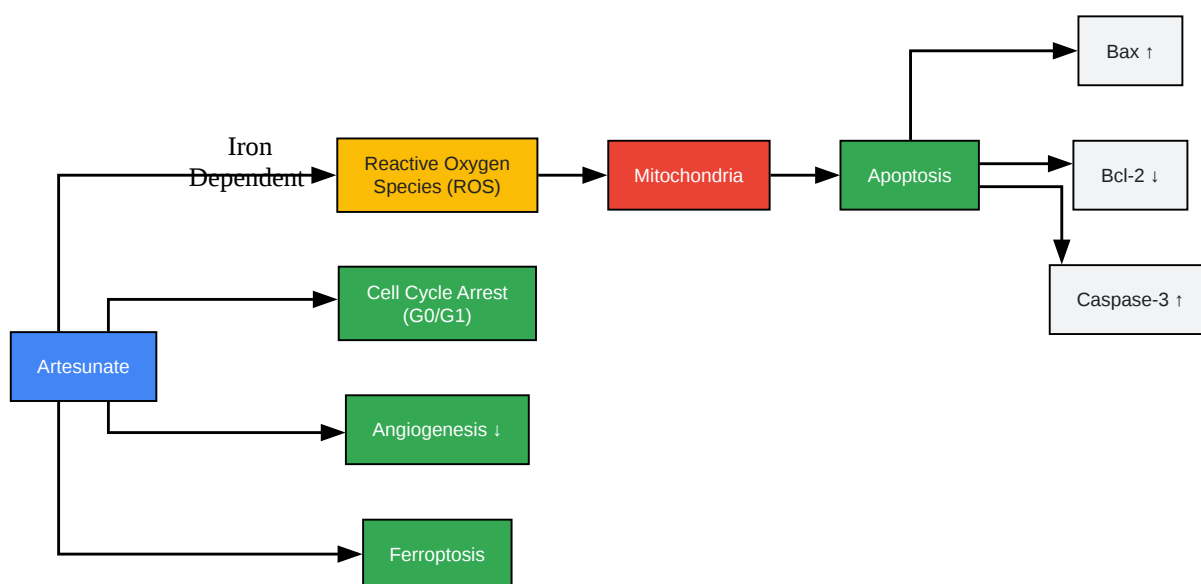 Bax ↑
Iron
Dependent
Reactive Oxygen
Species (ROS)
Mitochondria
Apoptosis
Bcl-2 ↓
Cell Cycle Arrest
(G0/G1)
Caspase-3 ↑
Artesunate
Angiogenesis ↓
Ferroptosis